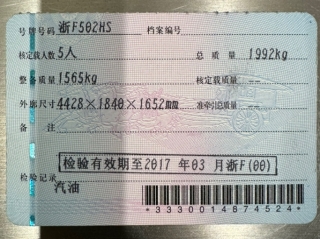 号牌号码 浙F502HS 档案编号
核定载人数 5人 总质量 1992kg
整备质量 1565kg 核定载质量 --
外廓尺寸 4428×1840×1652mm 准牵引总质量 --
备注
检验有效期至2017年03月浙F(00)
检验记录
汽油
*3330014874524*